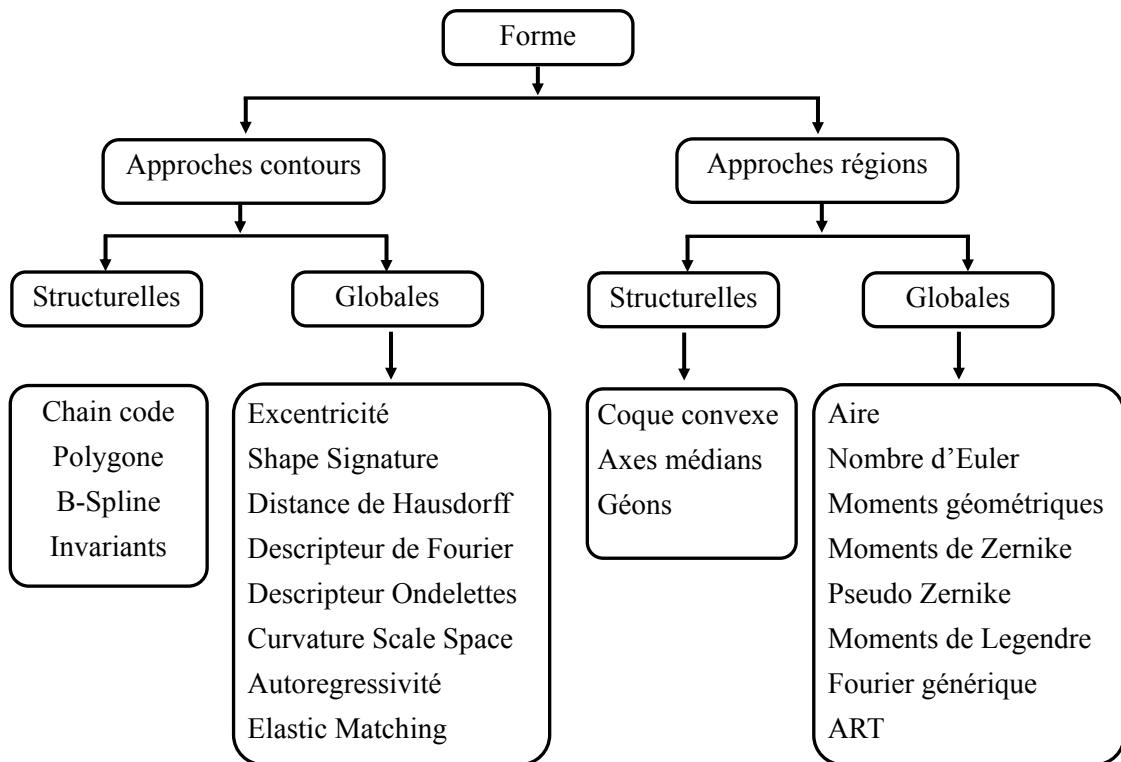 Forme
Approches contours
Approches régions
Structurelles
Globales
Structurelles
Globales
Chain code
Polygone
B-Spline
Invariants
Excentricité
Shape Signature
Distance de Hausdorff
Descripteur de Fourier
Descripteur Ondelettes
Curvature Scale Space
Autoregressivité
Elastic Matching
Coque convexe
Axes médians
Géons
Aire
Nombre d’Euler
Moments géométriques
Moments de Zernike
Pseudo Zernike
Moments de Legendre
Fourier générique
ART